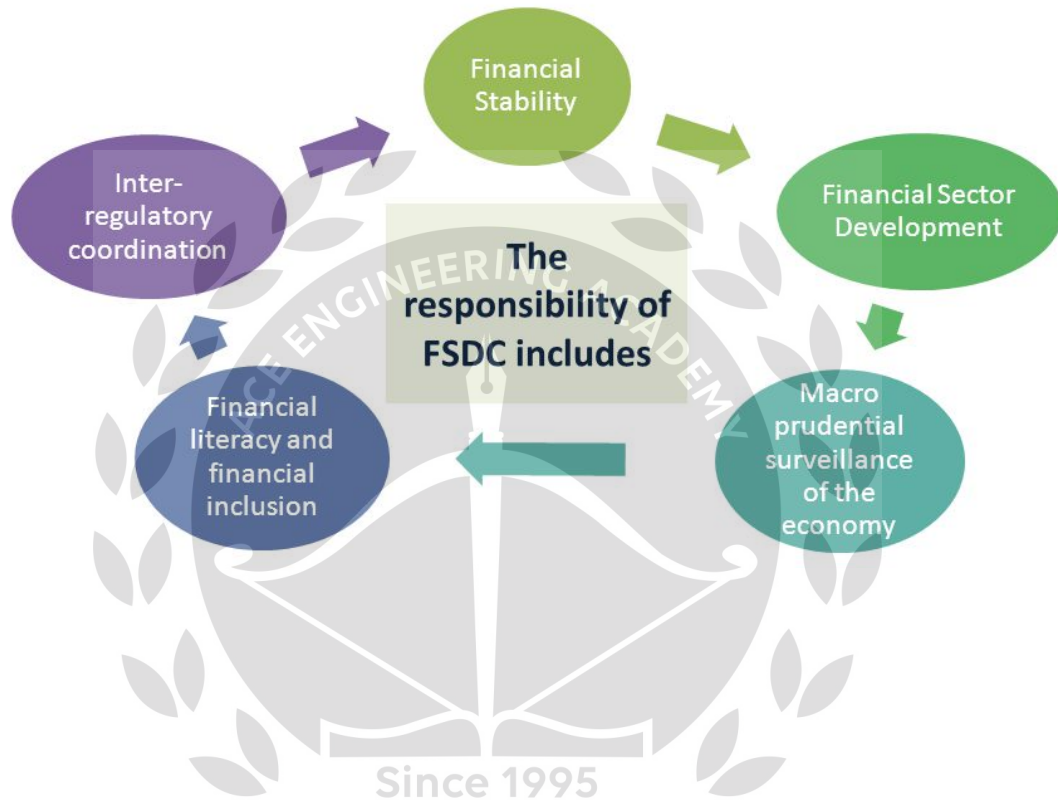 Financial
Stability
Financial Sector
Development
Macro
prudential
surveillance
of the
economy
Financial
literacy and
financial
inclusion
Inter-
regulatory
coordination
The
responsibility of
FSDC includes
ACE ENGINEERING ACADEMY
Since 1995